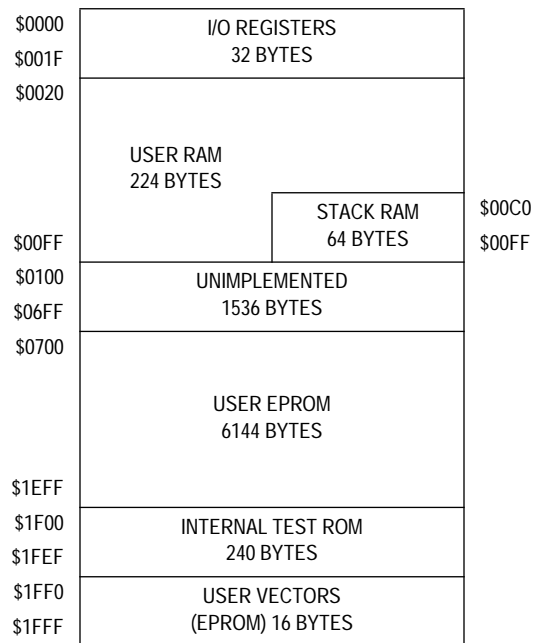 $0000
I/O REGISTERS
32 BYTES
$001F
$0020
USER RAM
224 BYTES
STACK RAM
64 BYTES
$00C0
$00FF
$00FF
$0100
UNIMPLEMENTED
1536 BYTES
$06FF
$0700
USER EPROM
6144 BYTES
$1EFF
$1F00
INTERNAL TEST ROM
240 BYTES
$1FEF
$1FF0
USER VECTORS
(EPROM) 16 BYTES
$1FFF